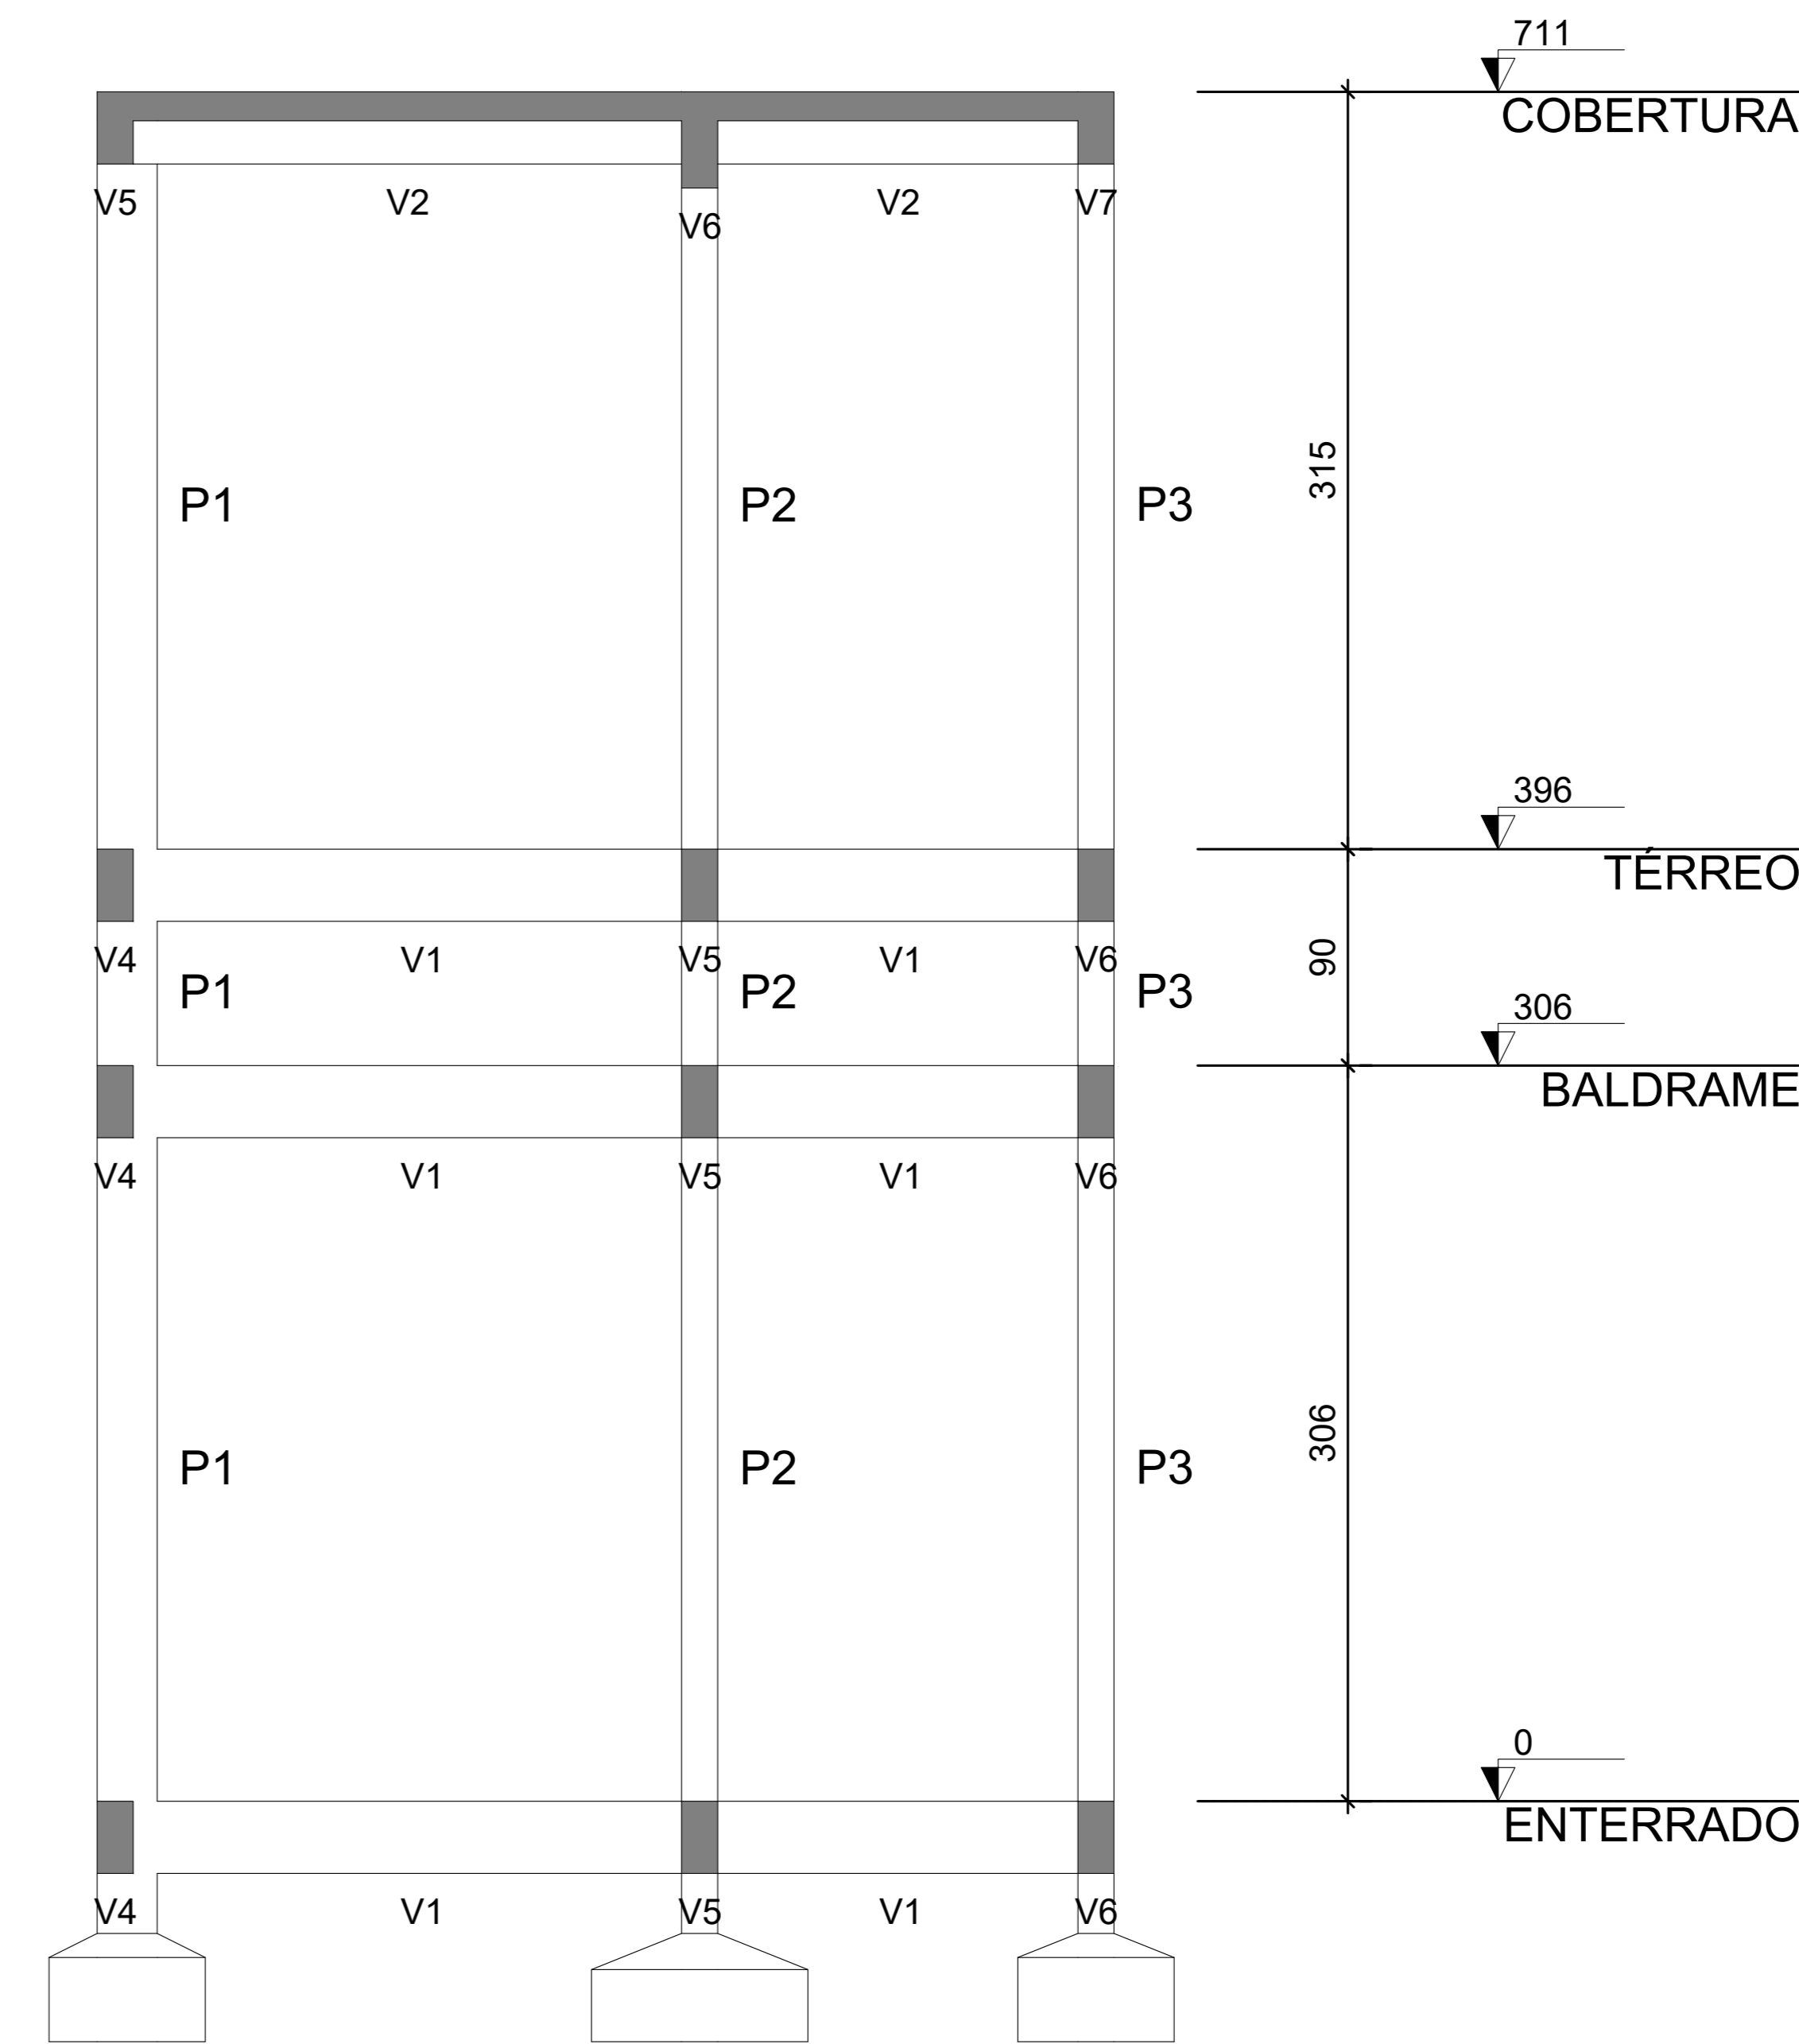 711
COBERTURA
V5 V2 V6 V2 V7
P1 P2 P3 315
396
TÉRREO
V4 V1 V5 V1 V6 90
P1 P2 P3
306
BALDRAME
V4 V1 V5 V1 V6
P1 P2 P3 306
0
ENTERRADO
V4 V1 V5 V1 V6